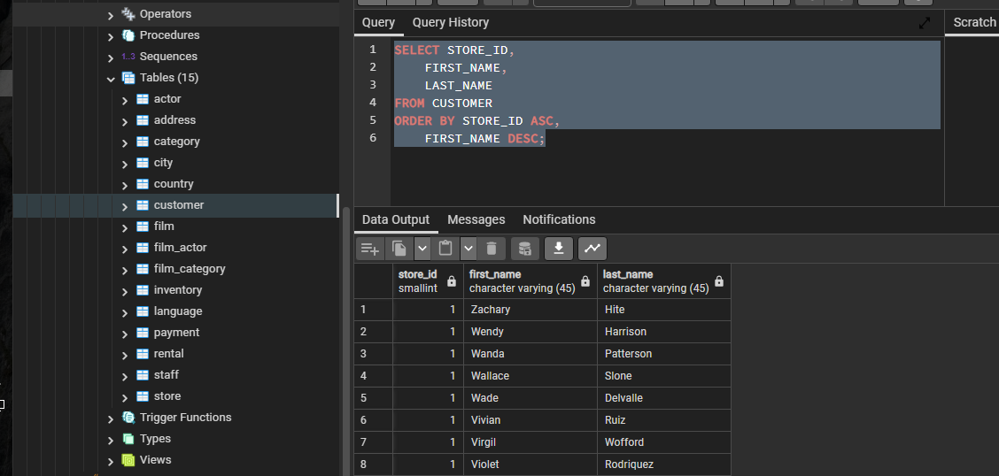 Operators
Procedures
1..3 Sequences
Tables (15)
actor
address
category
city
country
customer
film
film_actor
film_category
inventory
language
payment
rental
staff
store
Trigger Functions
Types
Views
Query Query History
Scratch
1 SELECT STORE_ID,
2 FIRST_NAME,
3 LAST_NAME
4 FROM CUSTOMER
5 ORDER BY STORE_ID ASC,
6 FIRST_NAME DESC;
Data Output Messages Notifications
store_id first_name last_name
smallint character varying (45) character varying (45)
1 1 Zachary Hite
2 1 Wendy Harrison
3 1 Wanda Patterson
4 1 Wallace Slone
5 1 Wade Delvalle
6 1 Vivian Ruiz
7 1 Virgil Wofford
8 1 Violet Rodriquez